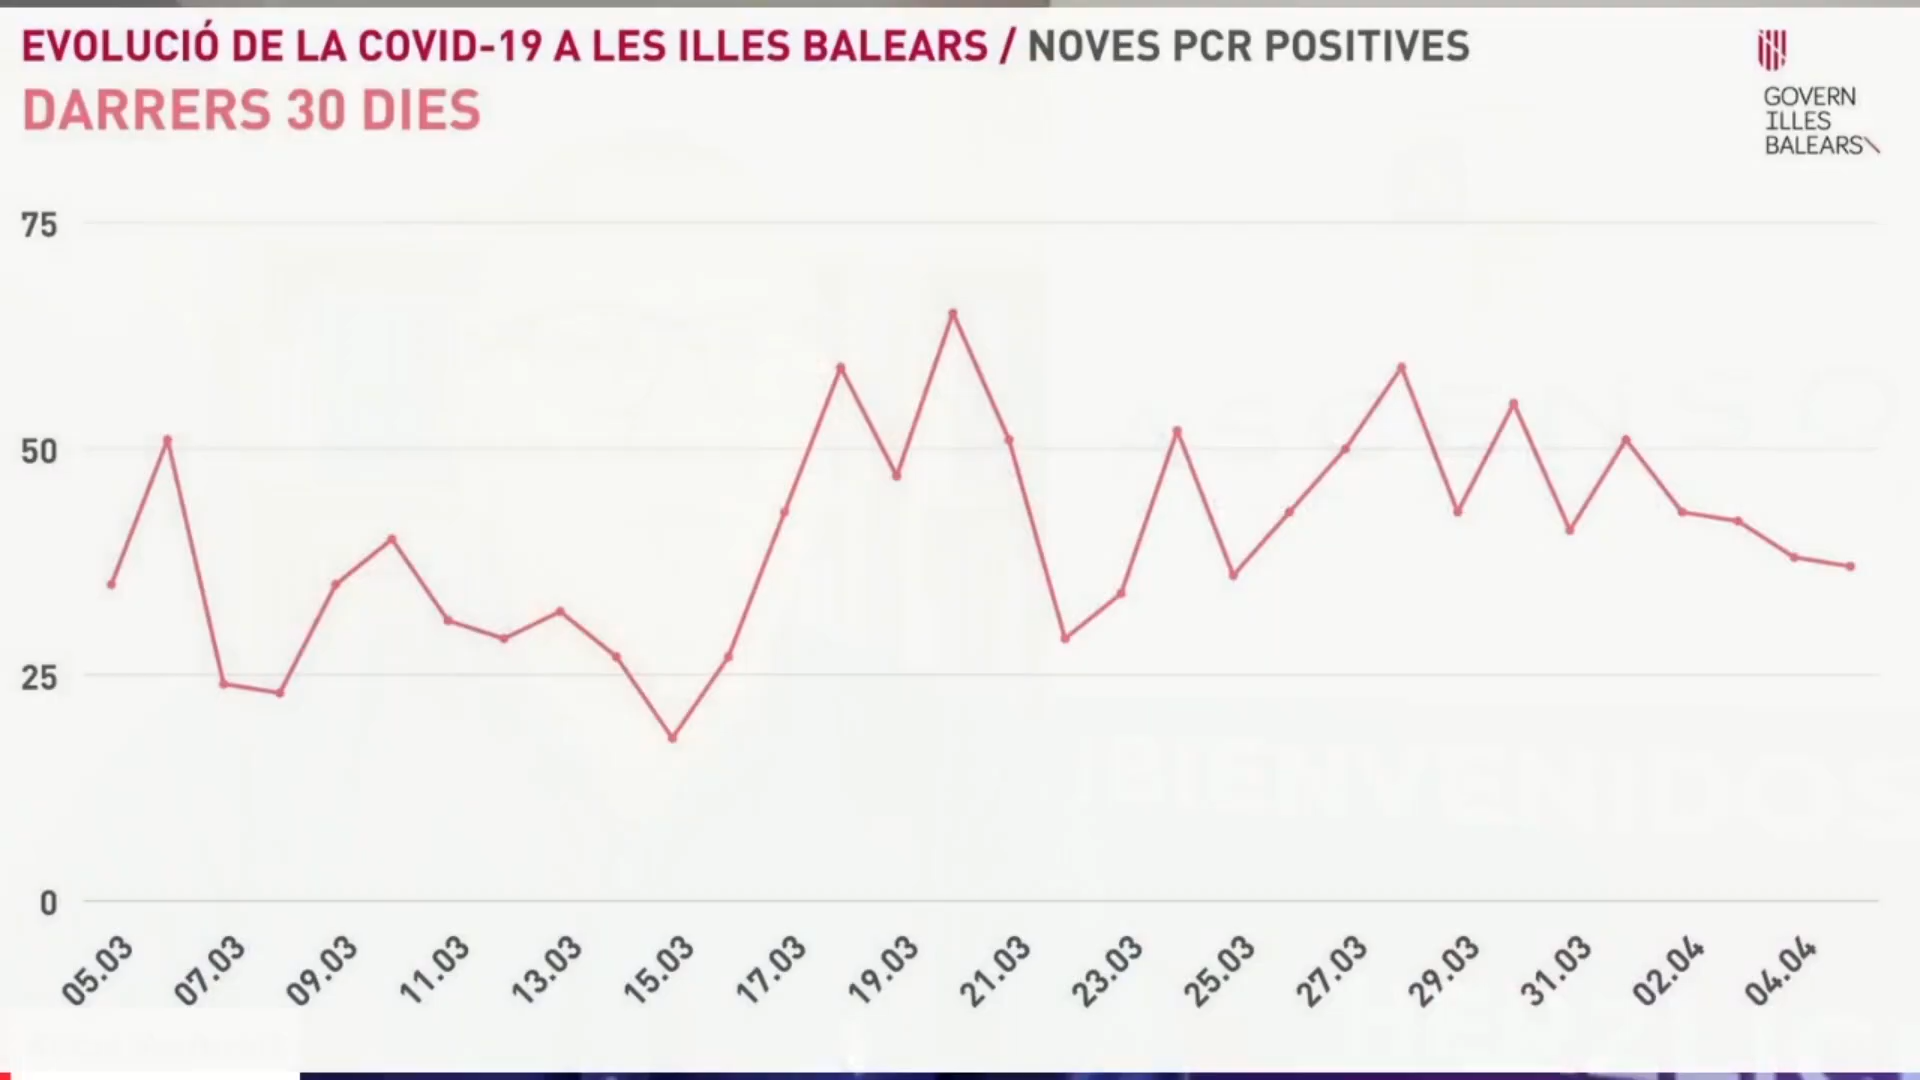 EVOLUCIÓ DE LA COVID-19 A LES ILLES BALEARS / NOVES PCR POSITIVES
DARRERS 30 DIES
GOVERN
ILLES
BALEARS
75
50
25
0
05.03 07.03 09.03 11.03 13.03 15.03 17.03 19.03 21.03 23.03 25.03 27.03 29.03 31.03 02.04 04.04
¡BIENVENIDOS